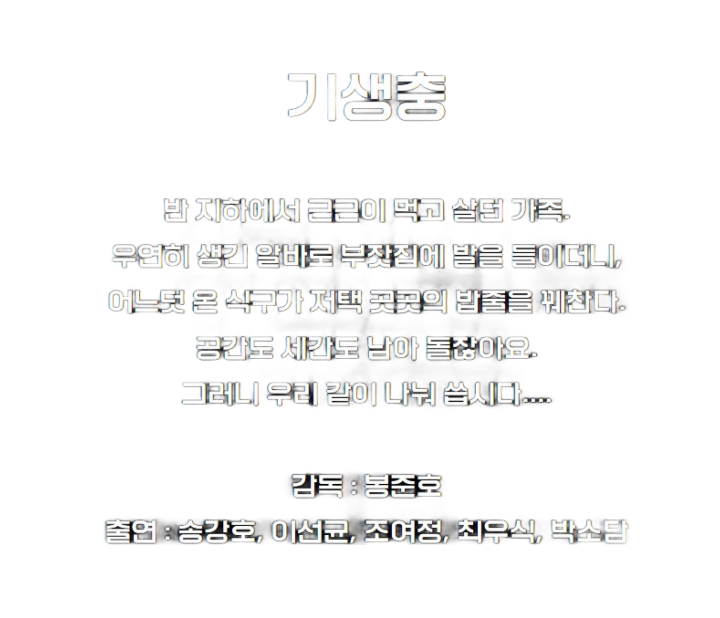 기생충
반 지하에서 근근이 먹고 살던 가족.
우연히 생긴 알바로 부잣집에 발을 들이더니,
어느덧 온 식구가 저택 곳곳의 밥줄을 꿰찬다.
공간도 세간도 남아 돌잖아요.
그러니 우리 같이 나눠 씁시다....
감독 : 봉준호
출연 : 송강호, 이선균, 조여정, 최우식, 박소담